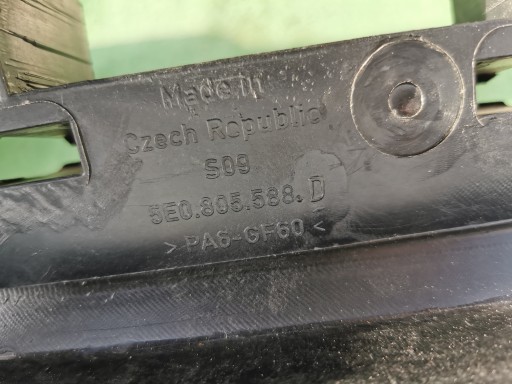 Made in
Czech Republic
S09
5E0.805.588.D
>PA6-GF60<